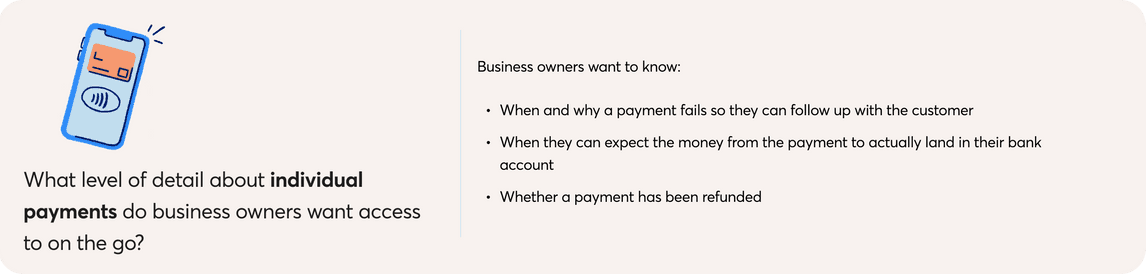 What level of detail about individual
payments do business owners want access
to on the go?
Business owners want to know:
• When and why a payment fails so they can follow up with the customer
• When they can expect the money from the payment to actually land in their bank
account
• Whether a payment has been refunded